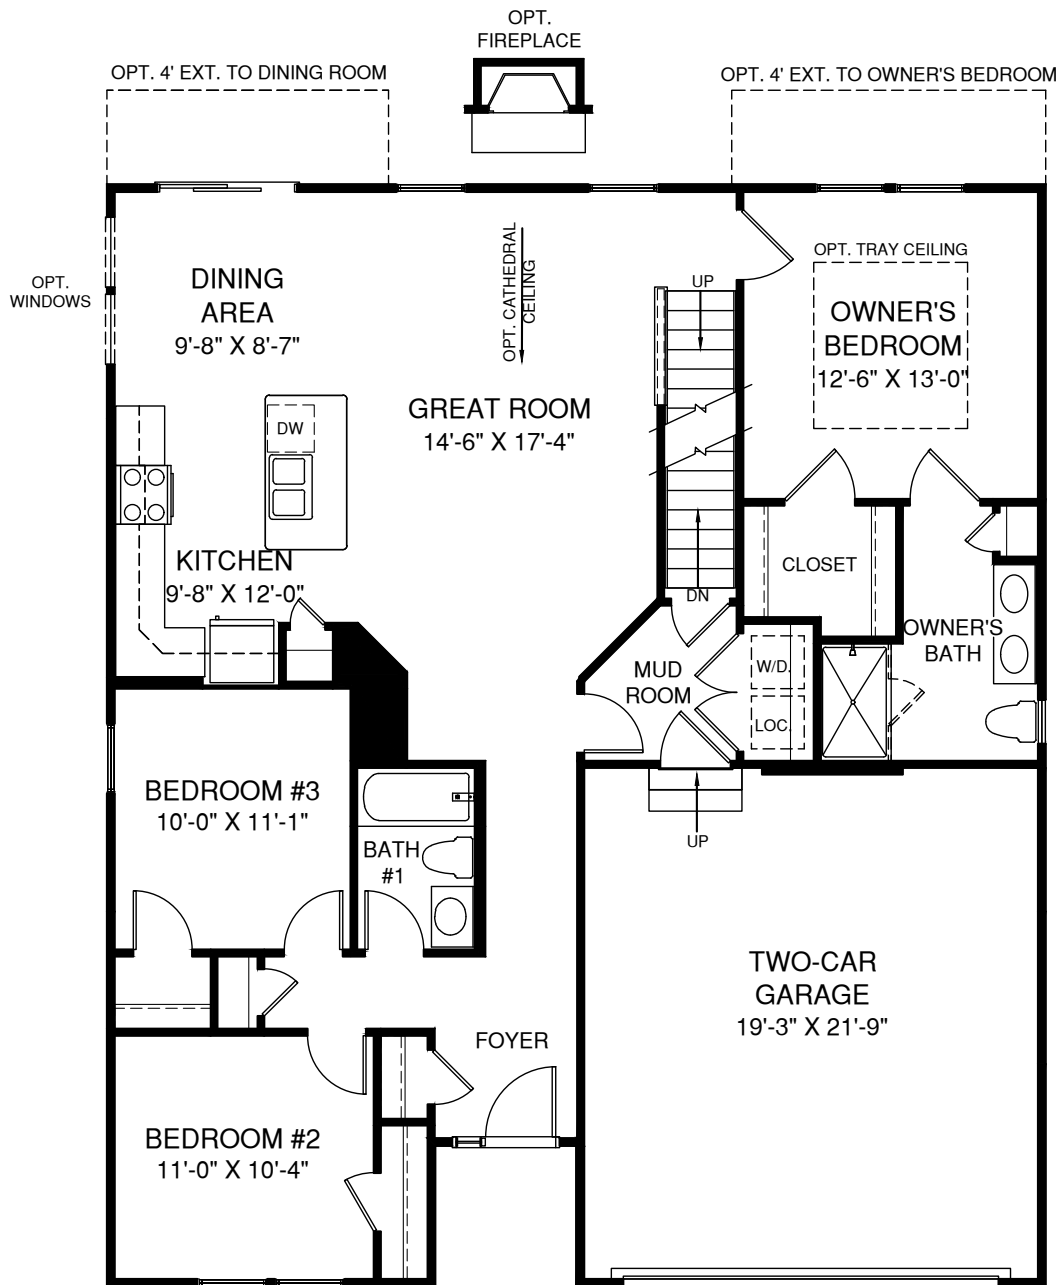 OPT.
FIREPLACE
OPT. 4' EXT. TO DINING ROOM
OPT. 4' EXT. TO OWNER'S BEDROOM
OPT.
WINDOWS
DINING
AREA
9'-8" X 8'-7"
OPT. CATHEDRAL
CEILING
UP
OPT. TRAY CEILING
OWNER'S
BEDROOM
12'-6" X 13'-0"
GREAT ROOM
14'-6" X 17'-4"
DW
KITCHEN
9'-8" X 12'-0"
DN
CLOSET
OWNER'S
BATH
MUD
ROOM
W/D.
LOC.
UP
BEDROOM #3
10'-0" X 11'-1"
BATH
#1
TWO-CAR
GARAGE
19'-3" X 21'-9"
FOYER
BEDROOM #2
11'-0" X 10'-4"